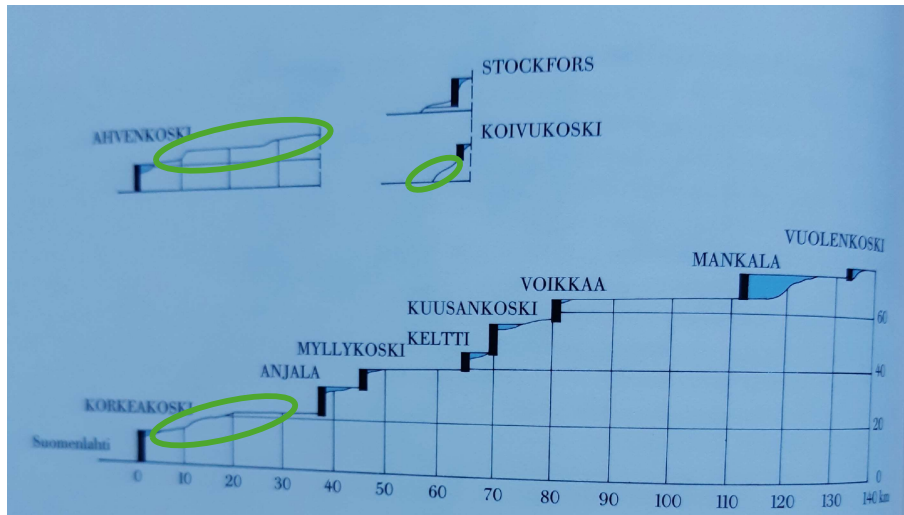 STOCKFORS
AHVENKOSKI
KOIVUKOSKI
VUOLENKOSKI
MANKALA
VOIKKAA
KUUSANKOSKI
KELTTI
MYLLYKOSKI
ANJALA
KORKEAKOSKI
Suomenlahti
60
40
20
0
0 10 20 30 40 50 60 70 80 90 100 110 120 130 140 km